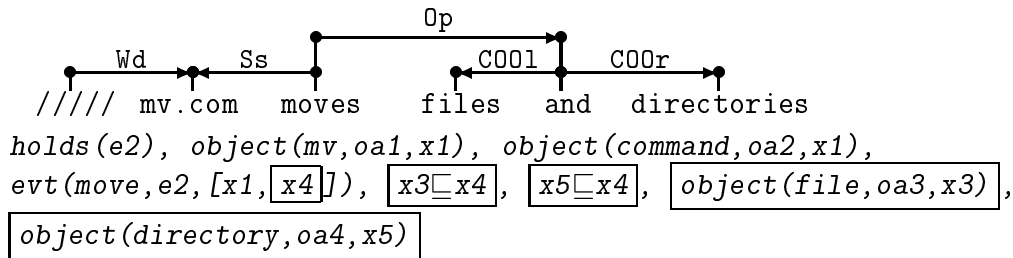 Op
Wd Ss COOl COOr
///// mv.com moves files and directories
holds(e2), object(mv,oa1,x1), object(command,oa2,x1),
evt(move,e2,[x1,x4]), x3⊑x4, x5⊑x4, object(file,oa3,x3),
object(directory,oa4,x5)